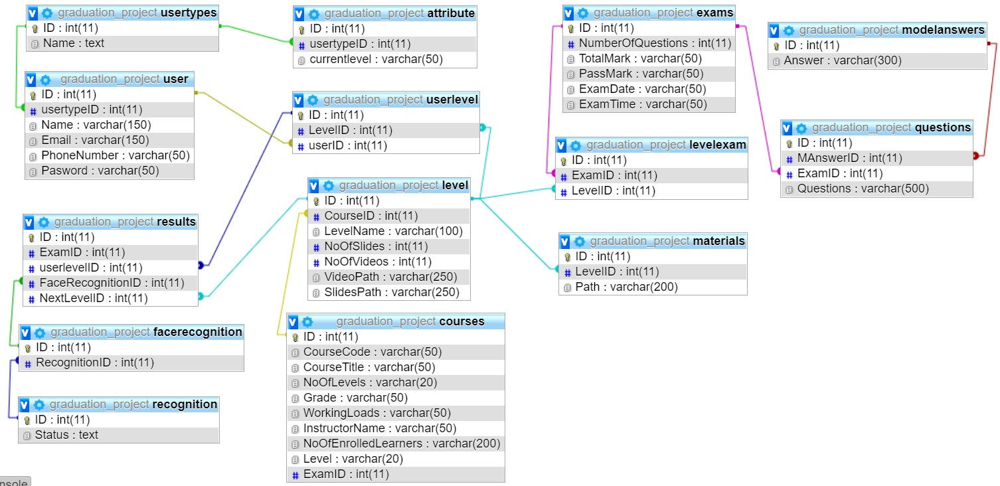 graduation_project usertypes
ID : int(11)
Name : text
graduation_project user
ID : int(11)
usertypeID : int(11)
Name : varchar(150)
Email : varchar(150)
PhoneNumber : varchar(50)
Pasword : varchar(50)
graduation_project results
ID : int(11)
ExamID : int(11)
userlevelID : int(11)
FaceRecognitionID : int(11)
NextLevelID : int(11)
graduation_project facerecognition
ID : int(11)
RecognitionID : int(11)
graduation_project recognition
ID : int(11)
Status : text
nsole
graduation_project attribute
ID : int(11)
usertypeID : int(11)
currentlevel : varchar(50)
graduation_project userlevel
ID : int(11)
LevelID : int(11)
userID : int(11)
graduation_project level
ID : int(11)
CourseID : int(11)
LevelName : varchar(100)
NoOfSlides : int(11)
NoOfVideos : int(11)
VideoPath : varchar(250)
SlidesPath : varchar(250)
graduation_project courses
ID : int(11)
CourseCode : varchar(50)
CourseTitle : varchar(50)
NoOfLevels : varchar(20)
Grade : varchar(50)
WorkingLoads : varchar(50)
InstructorName : varchar(50)
NoOfEnrolledLearners : varchar(200)
Level : varchar(20)
ExamID : int(11)
graduation_project exams
ID : int(11)
NumberOfQuestions : int(11)
TotalMark : varchar(50)
PassMark : varchar(50)
ExamDate : varchar(50)
ExamTime : varchar(50)
graduation_project levelexam
ID : int(11)
ExamID : int(11)
LevelID : int(11)
graduation_project materials
ID : int(11)
LevelID : int(11)
Path : varchar(200)
graduation_project modelanswers
ID : int(11)
Answer : varchar(300)
graduation_project questions
ID : int(11)
MAnswerID : int(11)
ExamID : int(11)
Questions : varchar(500)